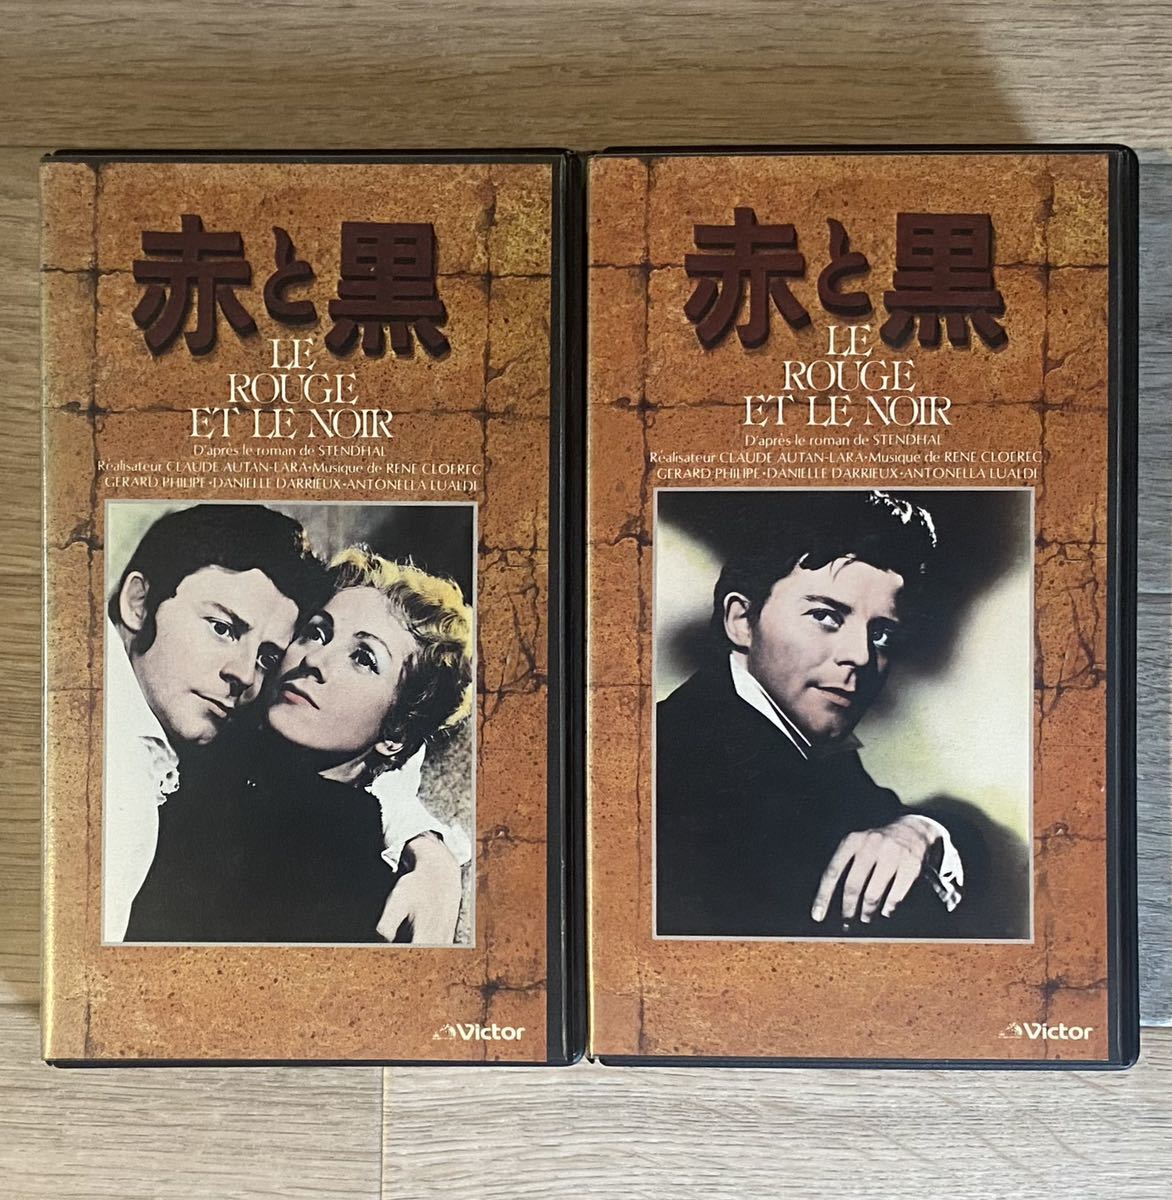 赤と黒
LE
ROUGE
ET LE NOIR
D'après le roman de STENDHAL
Réalisateur CLAUDE AUTAN-LARA・Musique de RENE CLOEREC
GERARD PHILIPE・DANIELLE DARRIEUX・ANTONELLA LUALDI
Victor
赤と黒
LE
ROUGE
ET LE NOIR
D'après le roman de STENDHAL
Réalisateur CLAUDE AUTAN-LARA・Musique de RENE CLOEREC
GERARD PHILIPE・DANIELLE DARRIEUX・ANTONELLA LUALDI
Victor